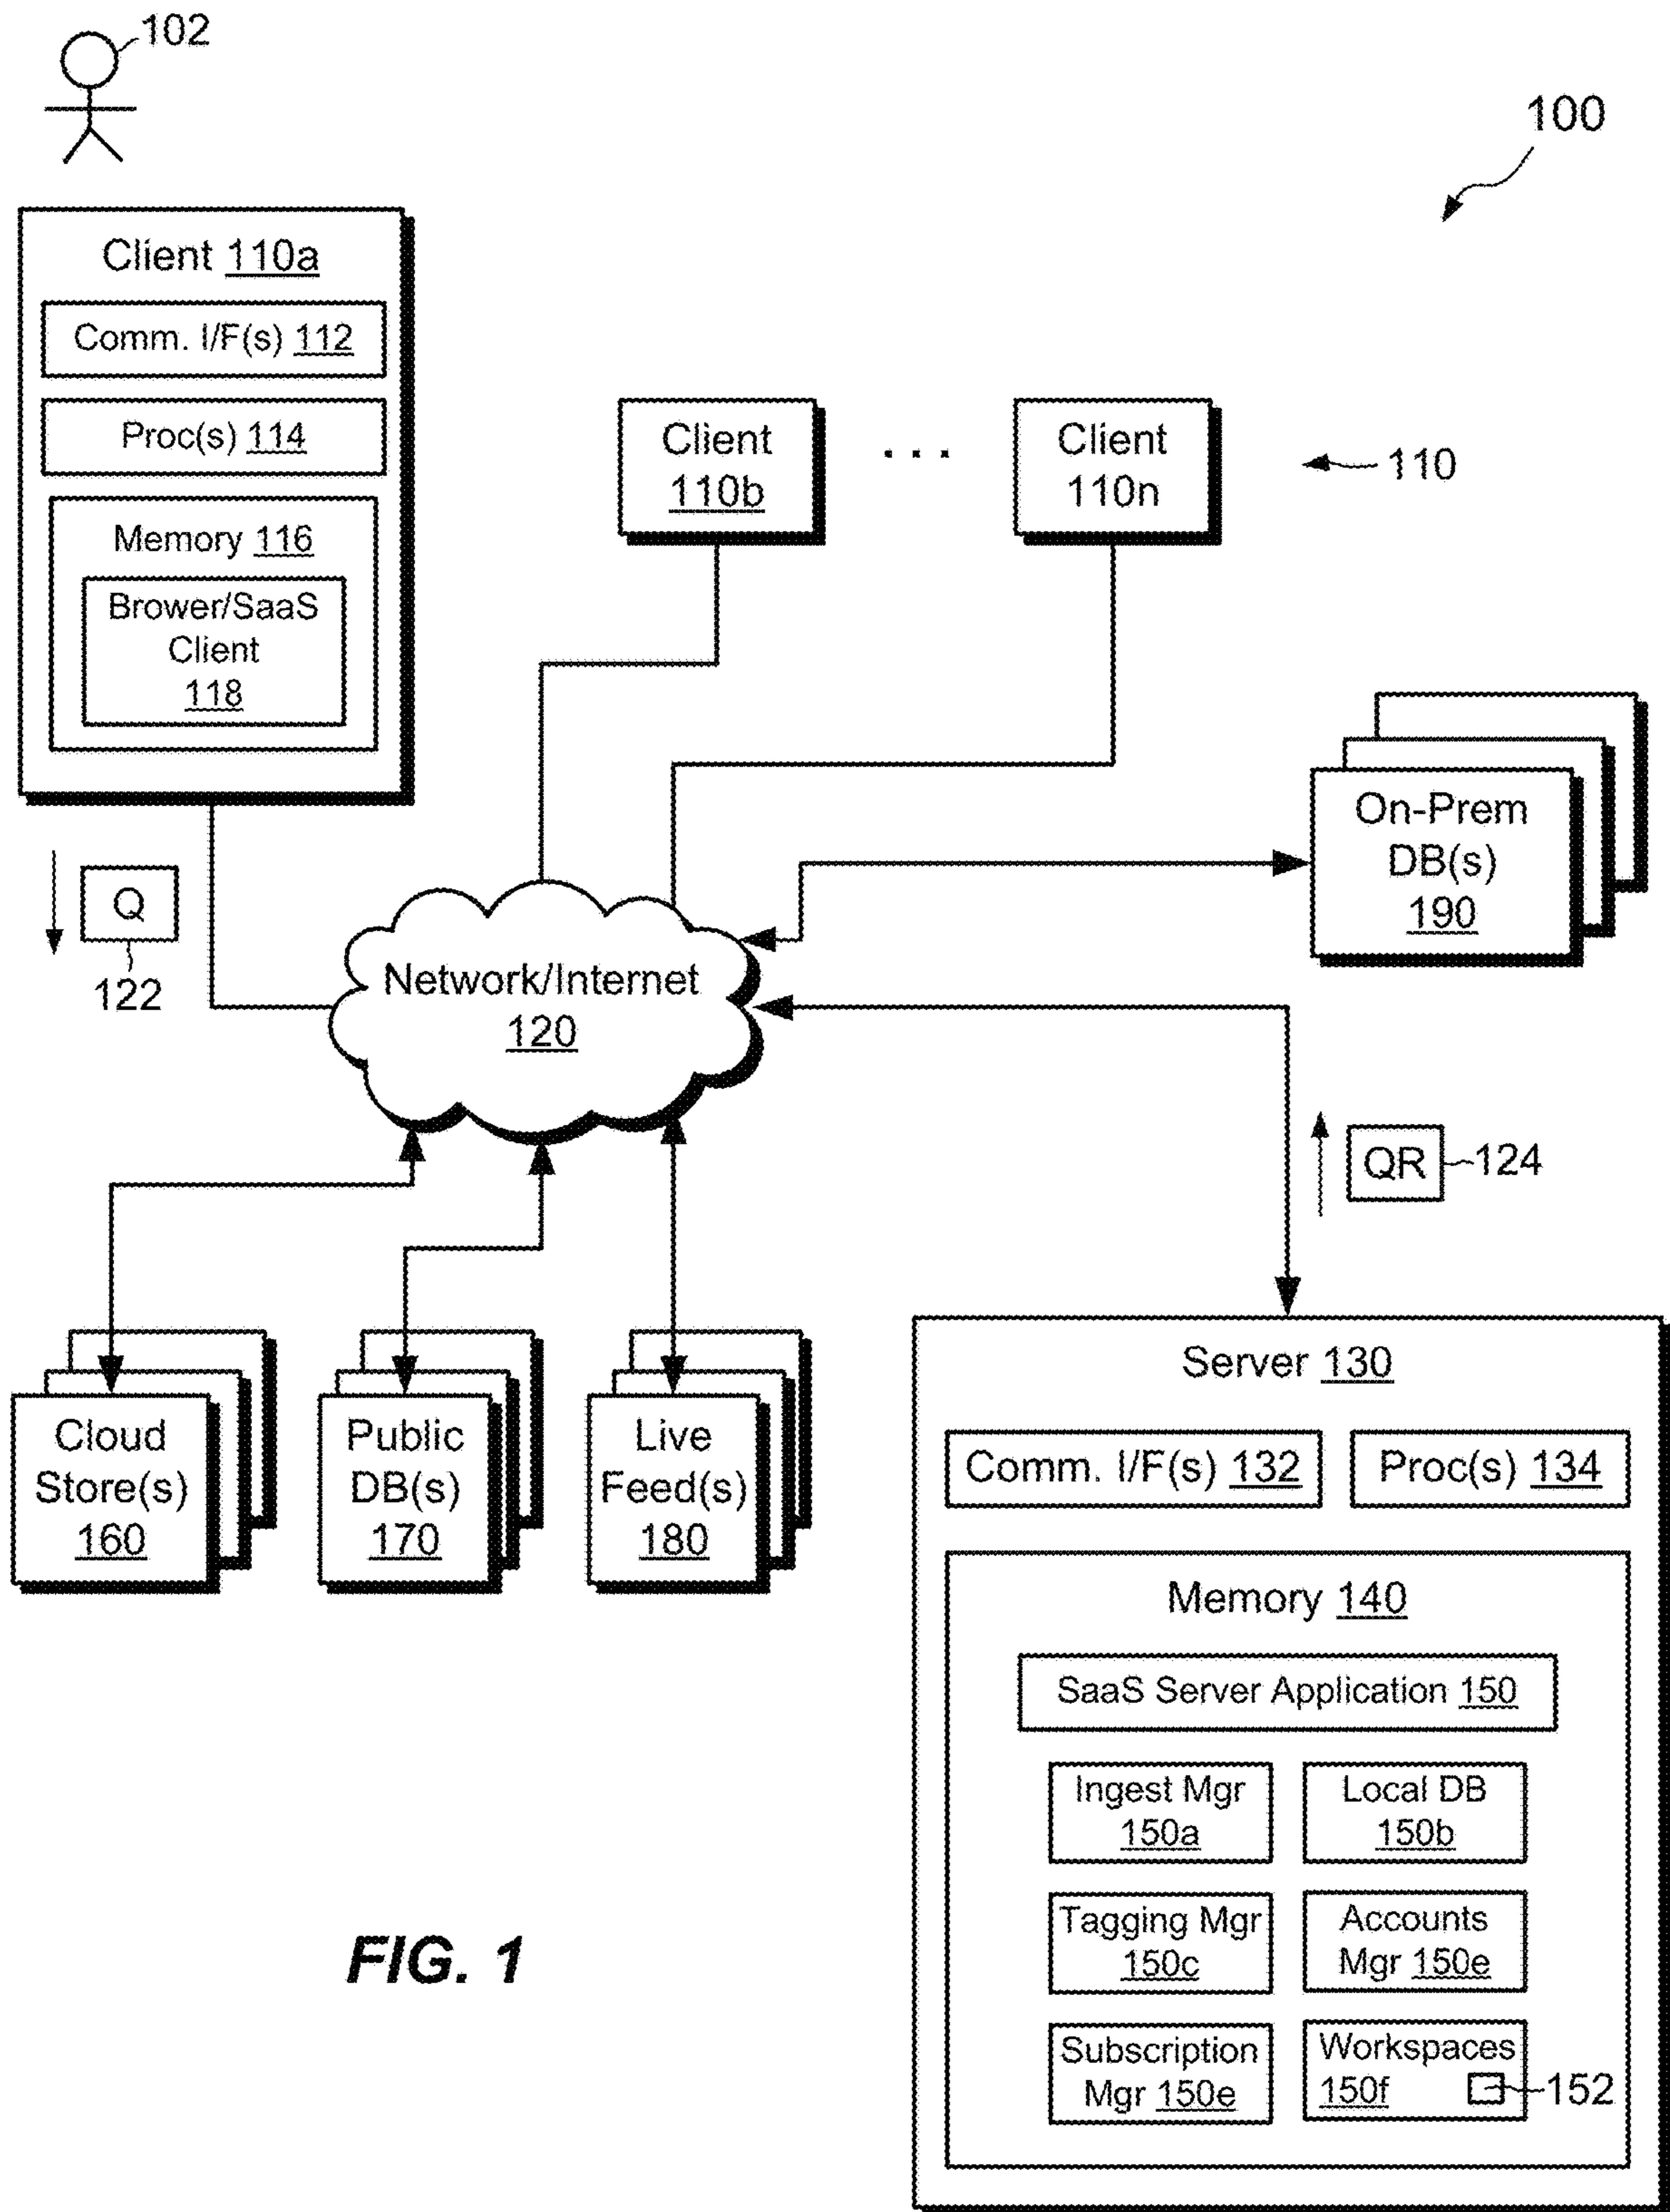 102
100
Client 110a
Comm. I/F(s) 112
Proc(s) 114
Memory 116
Brower/SaaS
Client
118
Client
110b
. . .
Client
110n
110
On-Prem
DB(s)
190
Q
122
Network/Internet
120
QR
124
Cloud
Store(s)
160
Public
DB(s)
170
Live
Feed(s)
180
Server 130
Comm. I/F(s) 132
Proc(s) 134
Memory 140
SaaS Server Application 150
Ingest Mgr
150a
Local DB
150b
Tagging Mgr
150c
Accounts
Mgr 150e
Subscription
Mgr 150e
Workspaces
150f
152
FIG. 1